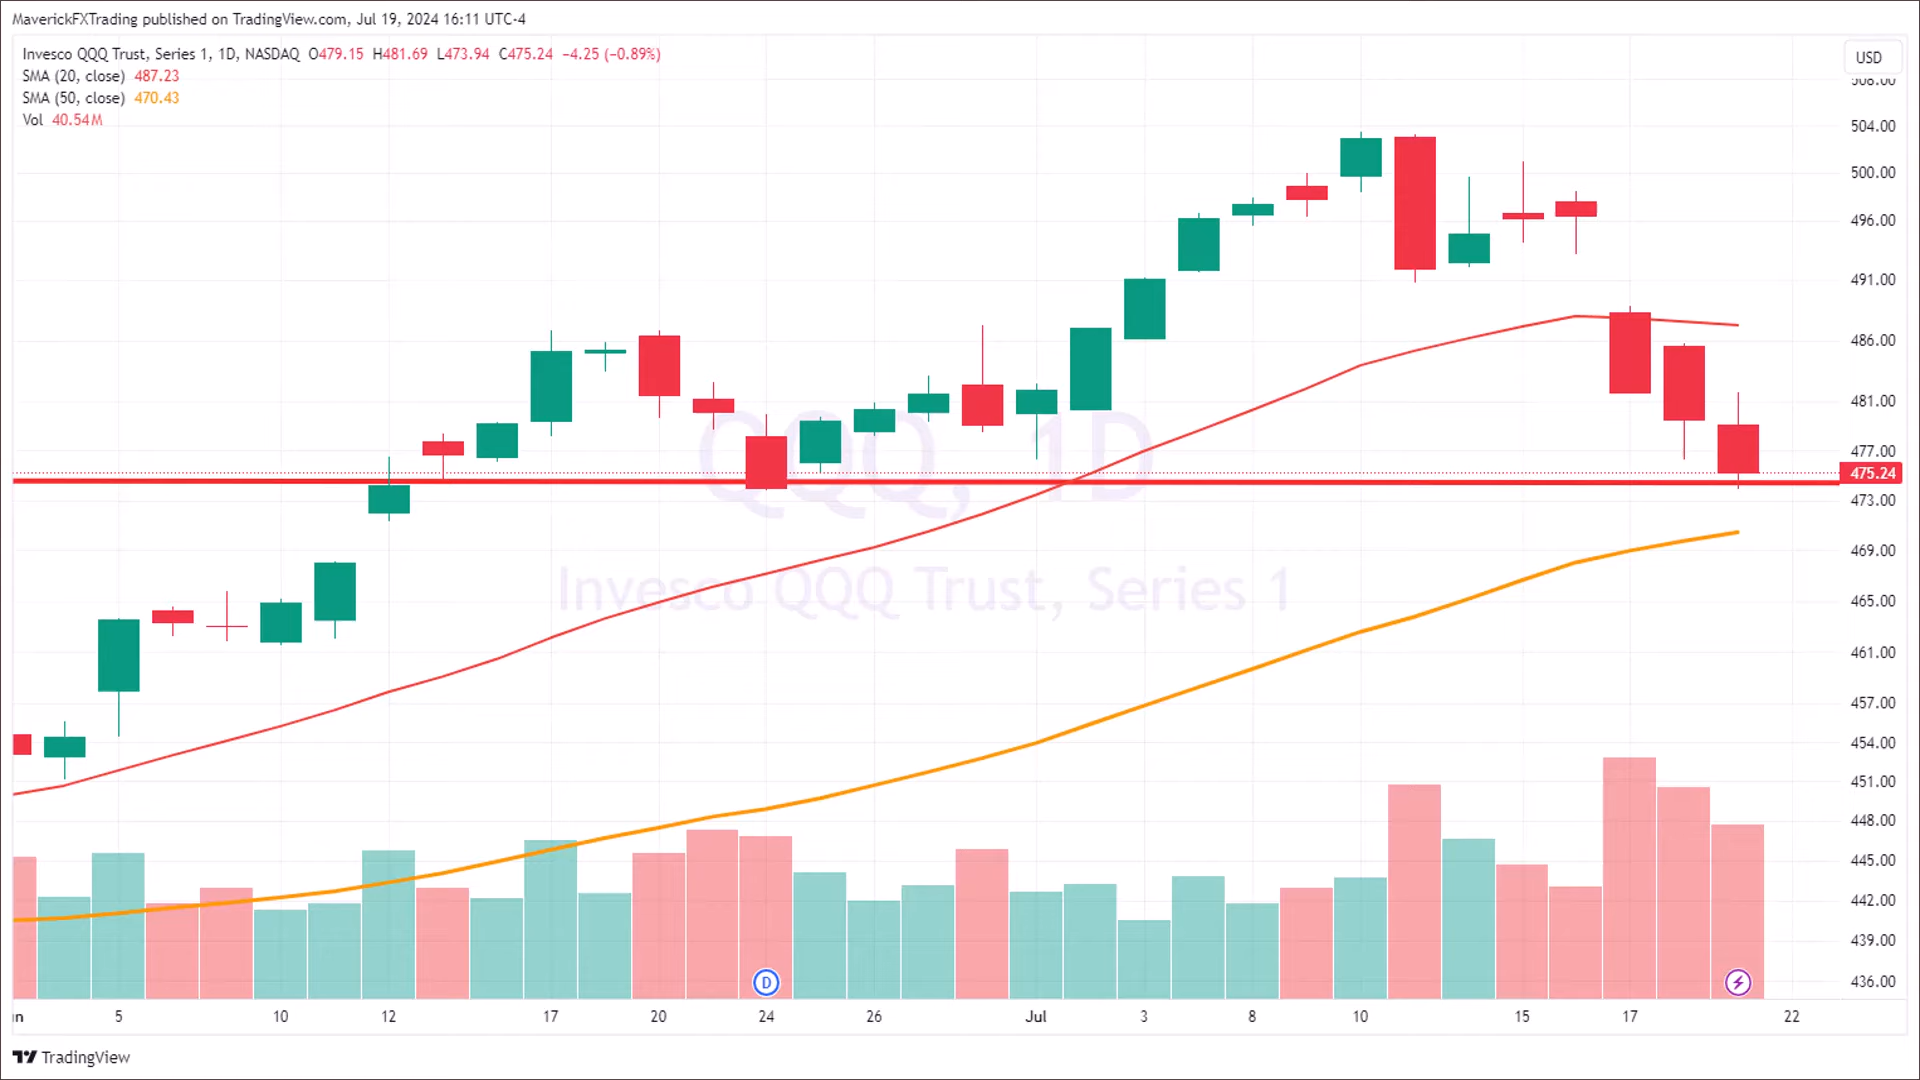 MaverickFXTrading published on TradingView.com, Jul 19, 2024 16:11 UTC-4
Invesco QQQ Trust, Series 1, 1D, NASDAQ O479.15 H481.69 L473.94 C475.24 −4.25 (−0.89%)
SMA (20, close) 487.23
SMA (50, close) 470.43
Vol 40.54M
USD
508.00
504.00
500.00
496.00
491.00
486.00
481.00
477.00
475.24
473.00
469.00
465.00
461.00
457.00
454.00
451.00
448.00
445.00
442.00
439.00
436.00
QQQ, 1D
Invesco QQQ Trust, Series 1
D
un 5 10 12 17 20 24 26 Jul 3 8 10 15 17 22
TradingView